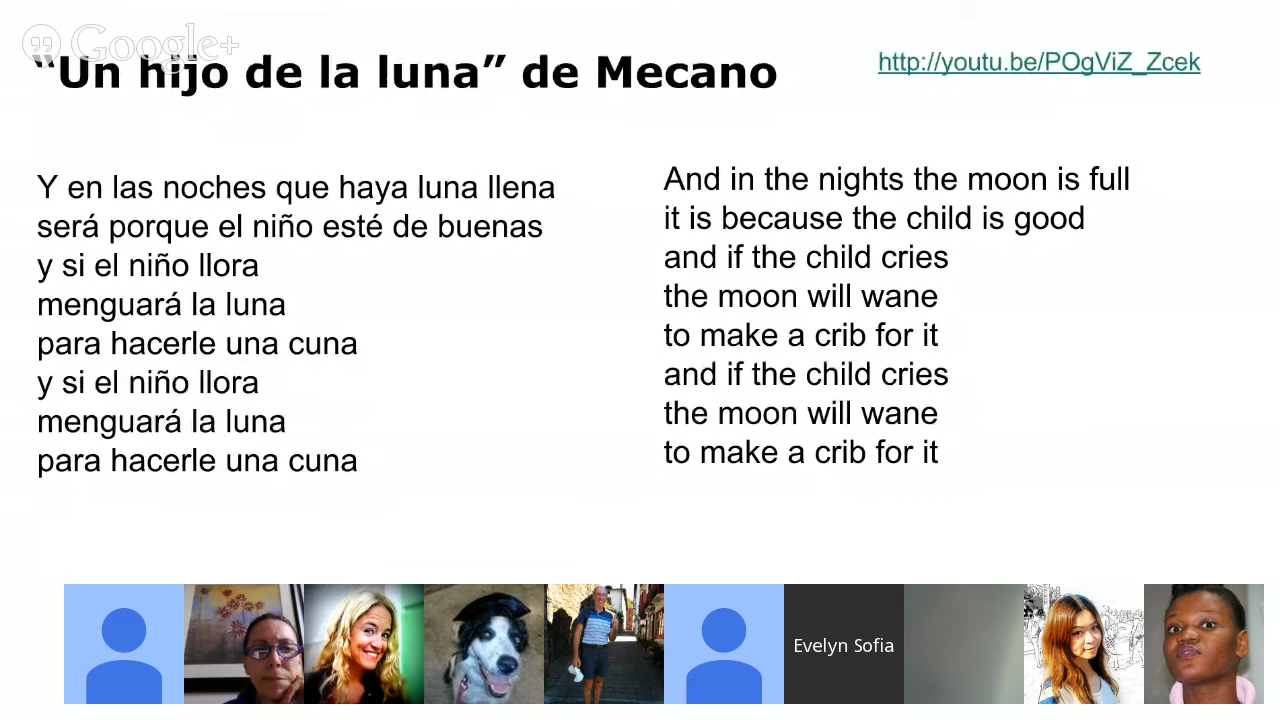 Google+
“Un hijo de la luna” de Mecano
http://youtu.be/POgViZ_Zcek
Y en las noches que haya luna llena
será porque el niño esté de buenas
y si el niño llora
menguará la luna
para hacerle una cuna
y si el niño llora
menguará la luna
para hacerle una cuna
And in the nights the moon is full
it is because the child is good
and if the child cries
the moon will wane
to make a crib for it
and if the child cries
the moon will wane
to make a crib for it
Evelyn Sofia